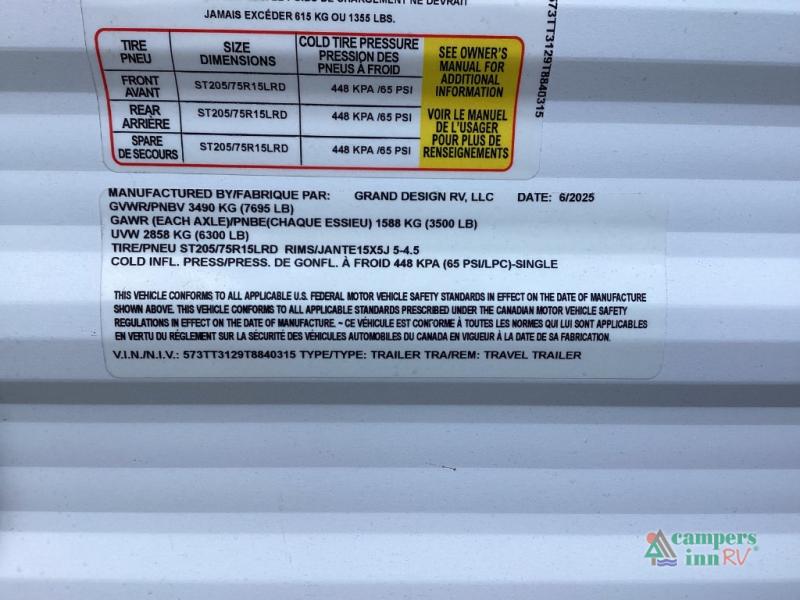 JAMAIS EXCÉDER 615 KG OU 1355 LBS.
TIRE PNEU SIZE DIMENSIONS COLD TIRE PRESSURE PRESSION DES PNEUS À FROID
FRONT AVANT ST205/75R15LRD 448 KPA /65 PSI
REAR ARRIÈRE ST205/75R15LRD 448 KPA /65 PSI
SPARE DE SECOURS ST205/75R15LRD 448 KPA /65 PSI
SEE OWNER'S
MANUAL FOR
ADDITIONAL
INFORMATION
VOIR LE MANUEL
DE L'USAGER
POUR PLUS DE
RENSEIGNEMENTS
573TT3129T8840315
MANUFACTURED BY/FABRIQUE PAR: GRAND DESIGN RV, LLC DATE: 6/2025
GVWR/PNBV 3490 KG (7695 LB)
GAWR (EACH AXLE)/PNBE(CHAQUE ESSIEU) 1588 KG (3500 LB)
UVW 2858 KG (6300 LB)
TIRE/PNEU ST205/75R15LRD RIMS/JANTE15X5J 5-4.5
COLD INFL. PRESS/PRESS. DE GONFL. À FROID 448 KPA (65 PSI/LPC)-SINGLE
THIS VEHICLE CONFORMS TO ALL APPLICABLE U.S. FEDERAL MOTOR VEHICLE SAFETY STANDARDS IN EFFECT ON THE DATE OF MANUFACTURE
SHOWN ABOVE. THIS VEHICLE CONFORMS TO ALL APPLICABLE STANDARDS PRESCRIBED UNDER THE CANADIAN MOTOR VEHICLE SAFETY
REGULATIONS IN EFFECT ON THE DATE OF MANUFACTURE. ~ CE VÉHICULE EST CONFORME À TOUTES LES NORMES QUI LUI SONT APPLICABLES
EN VERTU DU RÈGLEMENT SUR LA SÉCURITÉ DES VÉHICULES AUTOMOBILES DU CANADA EN VIGUEUR À LA DATE DE SA FABRICATION.
V.I.N./N.I.V.: 573TT3129T8840315 TYPE/TYPE: TRAILER TRA/REM: TRAVEL TRAILER
campers
inn RV®